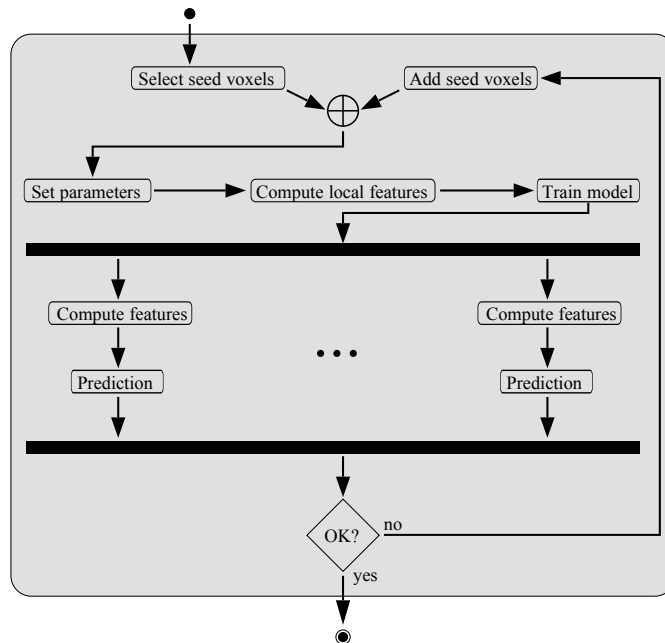 Select seed voxels
Add seed voxels
Set parameters
Compute local features
Train model
Compute features
Compute features
Prediction
Prediction
OK?
no
yes